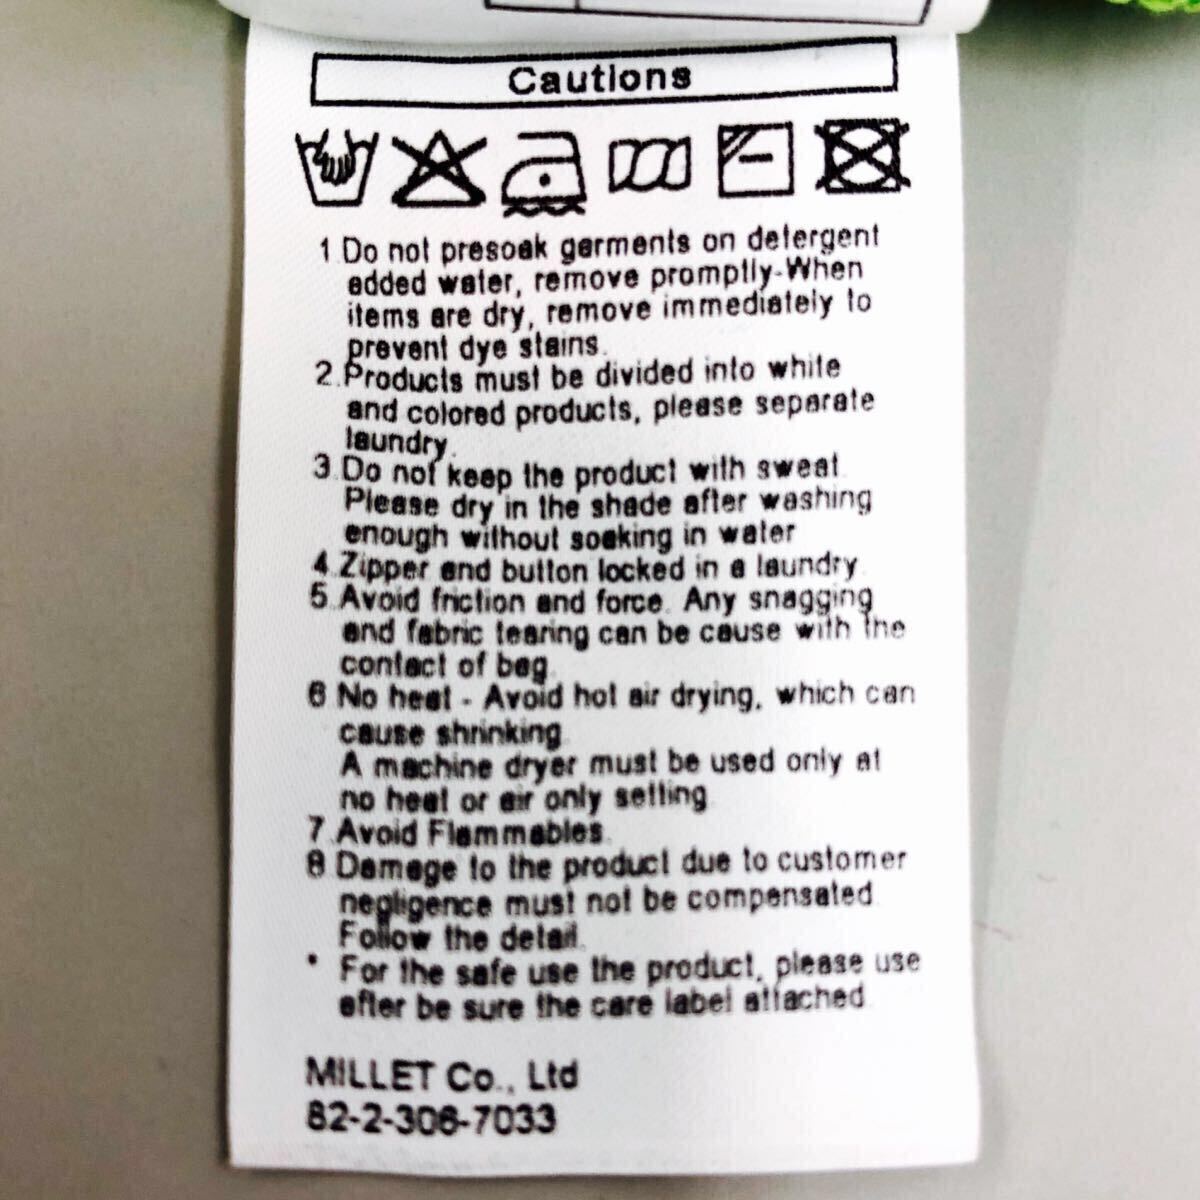 Cautions
1.Do not presoak garments on detergent
added water, remove promptly-When
items are dry, remove immediately to
prevent dye stains.
2.Products must be divided into white
and colored products, please separate
laundry.
3.Do not keep the product with sweat.
Please dry in the shade after washing
enough without soaking in water
4.Zipper and button locked in a laundry.
5.Avoid friction and force. Any snagging
and fabric tearing can be cause with the
contact of bag.
6.No heat - Avoid hot air drying, which can
cause shrinking.
A machine dryer must be used only at
no heat or air only setting.
7.Avoid Flammables.
8.Damage to the product due to customer
negligence must not be compensated.
Follow the detail.
* For the safe use the product, please use
after be sure the care label attached.
MILLET Co., Ltd
82-2-306-7033